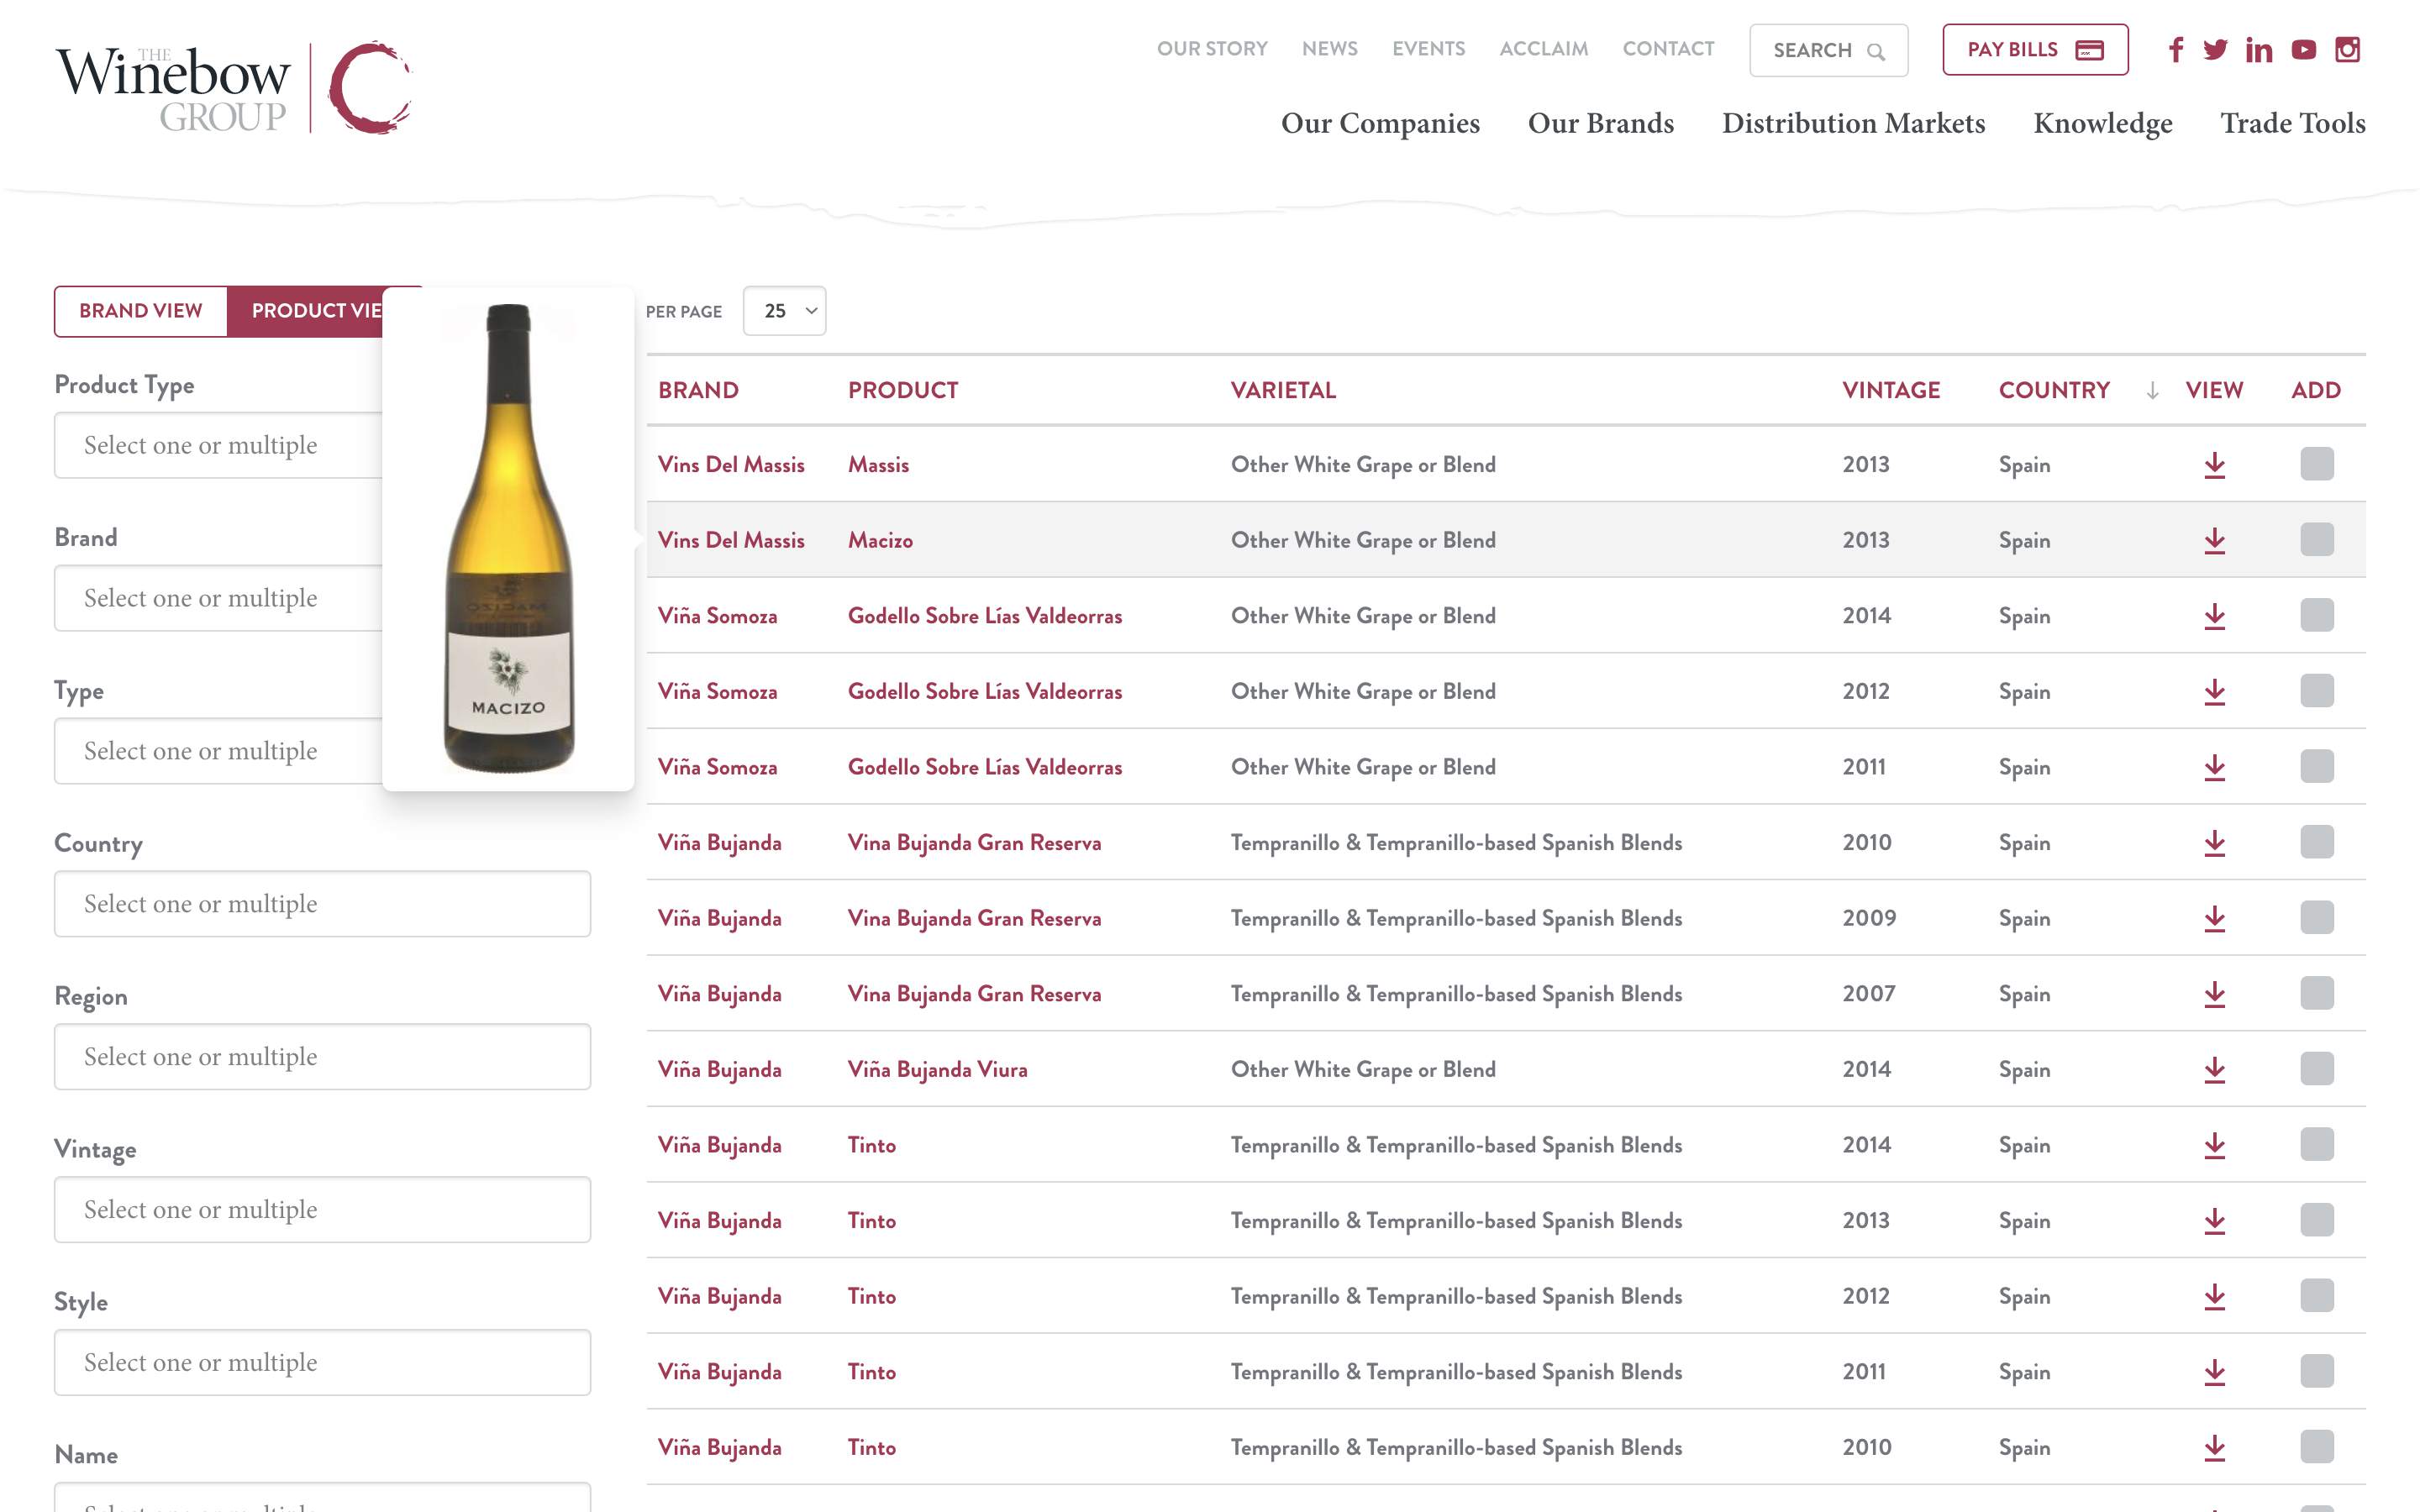 THE
Winebow
GROUP
OUR STORY NEWS EVENTS ACCLAIM CONTACT SEARCH PAY BILLS
Our Companies Our Brands Distribution Markets Knowledge Trade Tools
BRAND VIEW PRODUCT VIE
PER PAGE 25
Product Type
Select one or multiple
Brand
Select one or multiple
Type
Select one or multiple
Country
Select one or multiple
Region
Select one or multiple
Vintage
Select one or multiple
Style
Select one or multiple
Name
MACIZO
BRAND PRODUCT VARIETAL VINTAGE COUNTRY VIEW ADD
Vins Del Massis Massis Other White Grape or Blend 2013 Spain
Vins Del Massis Macizo Other White Grape or Blend 2013 Spain
Viña Somoza Godello Sobre Lías Valdeorras Other White Grape or Blend 2014 Spain
Viña Somoza Godello Sobre Lías Valdeorras Other White Grape or Blend 2012 Spain
Viña Somoza Godello Sobre Lías Valdeorras Other White Grape or Blend 2011 Spain
Viña Bujanda Vina Bujanda Gran Reserva Tempranillo & Tempranillo-based Spanish Blends 2010 Spain
Viña Bujanda Vina Bujanda Gran Reserva Tempranillo & Tempranillo-based Spanish Blends 2009 Spain
Viña Bujanda Vina Bujanda Gran Reserva Tempranillo & Tempranillo-based Spanish Blends 2007 Spain
Viña Bujanda Viña Bujanda Viura Other White Grape or Blend 2014 Spain
Viña Bujanda Tinto Tempranillo & Tempranillo-based Spanish Blends 2014 Spain
Viña Bujanda Tinto Tempranillo & Tempranillo-based Spanish Blends 2013 Spain
Viña Bujanda Tinto Tempranillo & Tempranillo-based Spanish Blends 2012 Spain
Viña Bujanda Tinto Tempranillo & Tempranillo-based Spanish Blends 2011 Spain
Viña Bujanda Tinto Tempranillo & Tempranillo-based Spanish Blends 2010 Spain